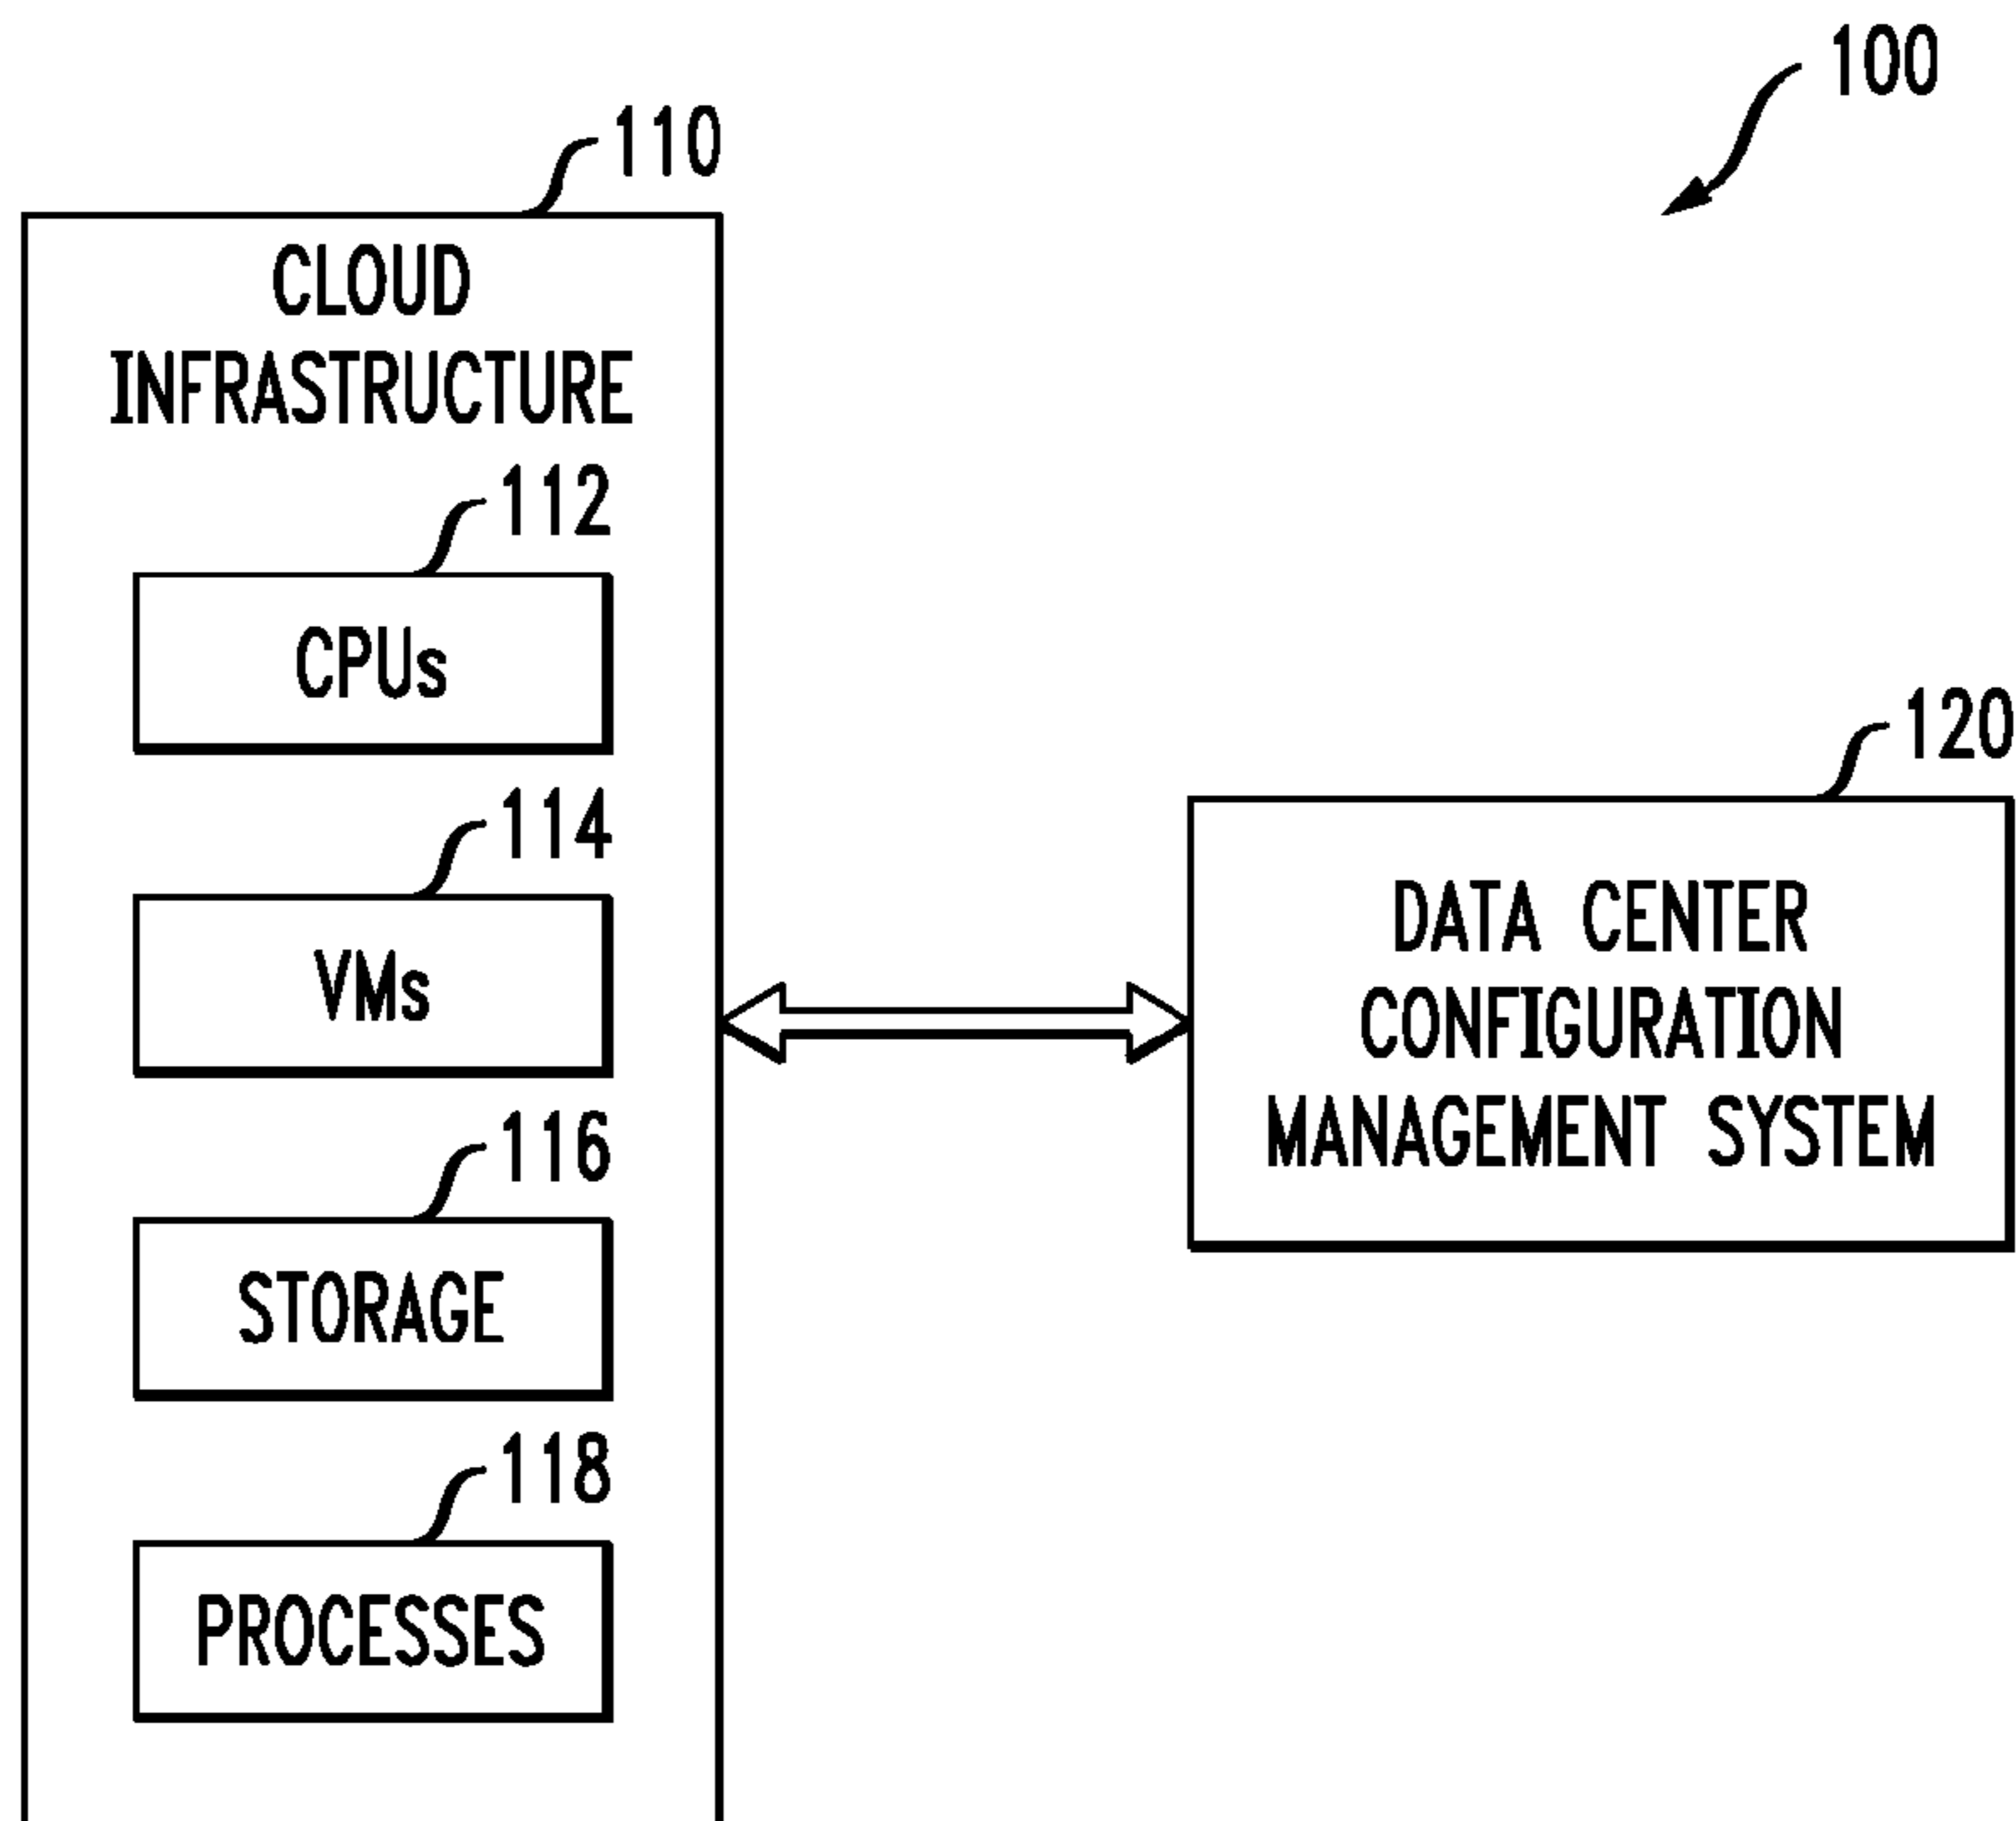 100
110
CLOUD
INFRASTRUCTURE
112
CPUs
114
VMs
116
STORAGE
118
PROCESSES
120
DATA CENTER
CONFIGURATION
MANAGEMENT SYSTEM